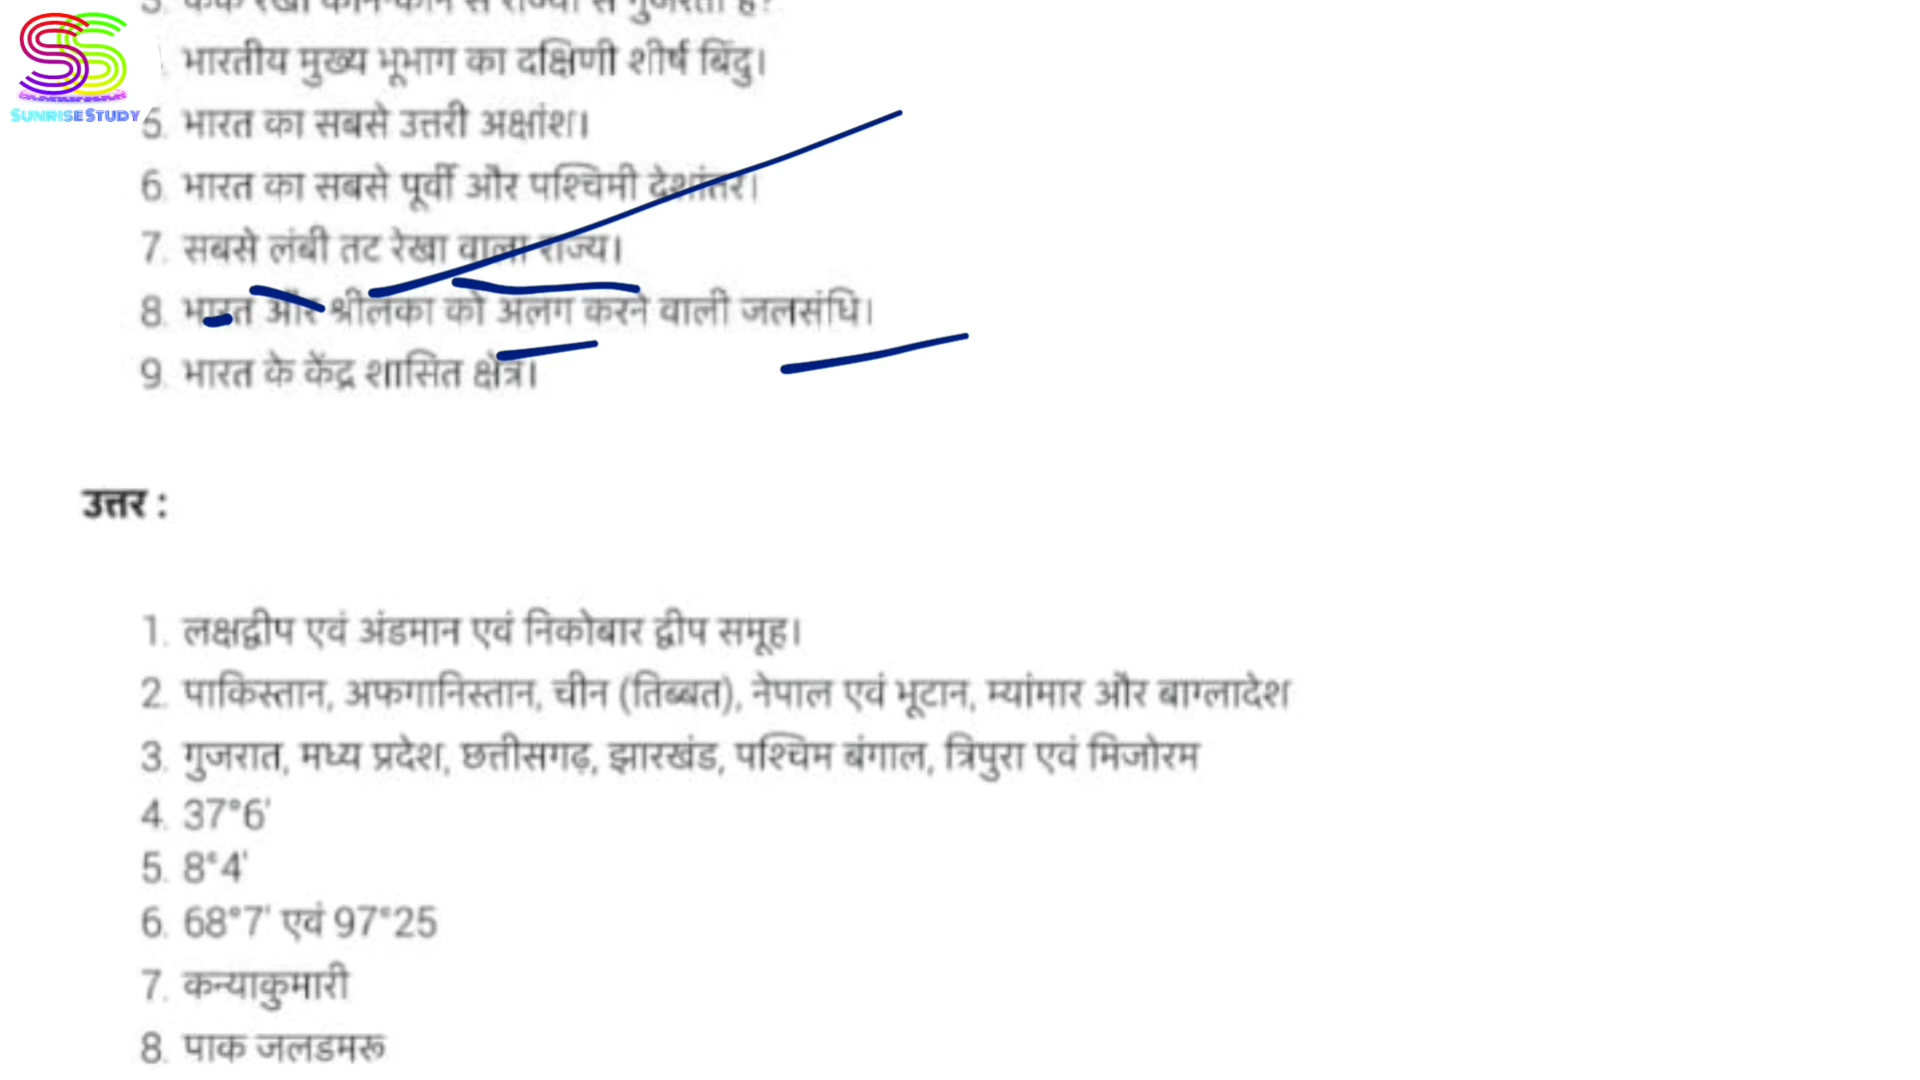 3. कर्क रेखा कौन-कौन से राज्यों से गुजरती है?
SUNRISE STUDY
भारतीय मुख्य भूभाग का दक्षिणी शीर्ष बिंदु।
5. भारत का सबसे उत्तरी अक्षांश।
6. भारत का सबसे पूर्वी और पश्चिमी देशांतर।
7. सबसे लंबी तट रेखा वाला राज्य।
8. भारत और श्रीलंका को अलग करने वाली जलसंधि।
9. भारत के केंद्र शासित क्षेत्र।
उत्तर :
1. लक्षद्वीप एवं अंडमान एवं निकोबार द्वीप समूह।
2. पाकिस्तान, अफगानिस्तान, चीन (तिब्बत), नेपाल एवं भूटान, म्यांमार और बाग्लादेश
3. गुजरात, मध्य प्रदेश, छत्तीसगढ़, झारखंड, पश्चिम बंगाल, त्रिपुरा एवं मिजोरम
4. 37°6'
5. 8°4'
6. 68°7' एवं 97°25
7. कन्याकुमारी
8. पाक जलडमरू